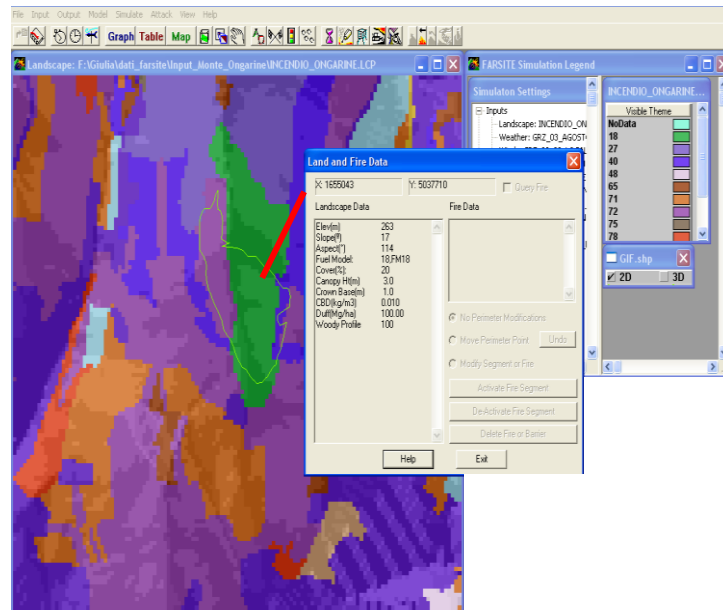 File Input Output Model Simulate Attack View Help
Graph Table Map
Landscape: F:\Giulia\dati_farsite\Input_Monte_Ongarine\INCENDIO_ONGARINE.LCP
FARSITE Simulation Legend
Simulaton Settings
Inputs
Landscape: INCENDIO_ON
Weather: GRZ_03_AGOST
INCENDIO_ONGARINE...
Visible Theme
NoData
18
27
40
48
65
71
72
75
78
GIF.shp
2D 3D
Land and Fire Data
X: 1655043 Y: 5037710 Query Fire
Landscape Data Fire Data
Elev(m) 263
Slope(º) 17
Aspect(°) 114
Fuel Model: 18,FM18
Cover(%): 20
Canopy Ht(m) 3.0
Crown Base(m) 1.0
CBD(kg/m3) 0.010
Duff(Mg/ha) 100.00
Woody Profile 100
No Perimeter Modifications
Move Perimeter Point Undo
Modify Segment or Fire
Activate Fire Segment
De-Activate Fire Segment
Delete Fire or Barrier
Help Exit